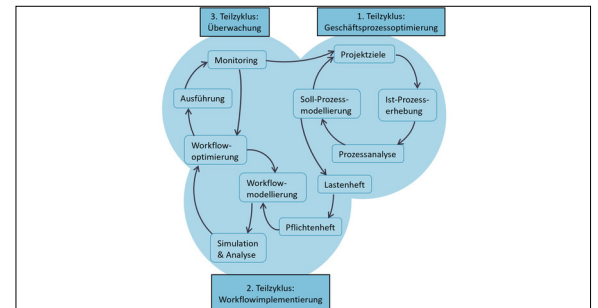 3. Teilzyklus:
Überwachung
1. Teilzyklus:
Geschäftsprozessoptimierung
Monitoring
Projektziele
Ausführung
Soll-Prozess-
modellierung
Ist-Prozess-
erhebung
Workflow-
optimierung
Prozessanalyse
Workflow-
modellierung
Lastenheft
Pflichtenheft
Simulation
& Analyse
2. Teilzyklus:
Workflowimplementierung